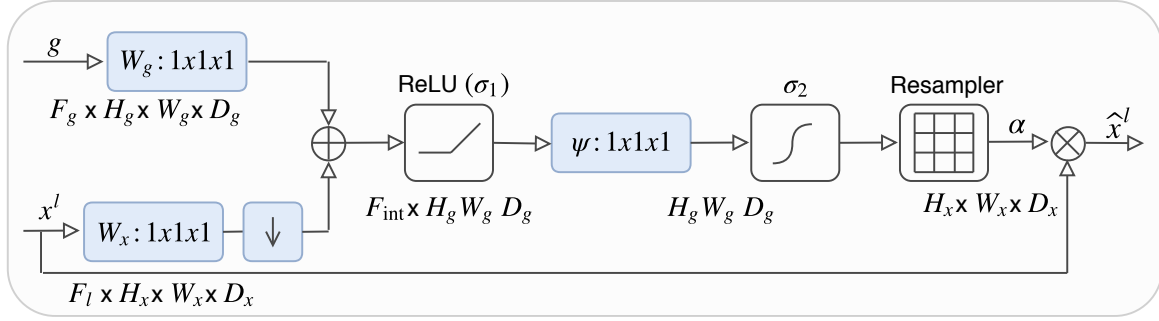 g
W_g : 1x1x1
F_g x H_g x W_g x D_g
ReLU (σ_1)
σ_2
Resampler
ψ : 1x1x1
α
x̂^l
F_int x H_g W_g D_g
H_g W_g D_g
H_x x W_x x D_x
x^l
W_x : 1x1x1
F_l x H_x x W_x x D_x